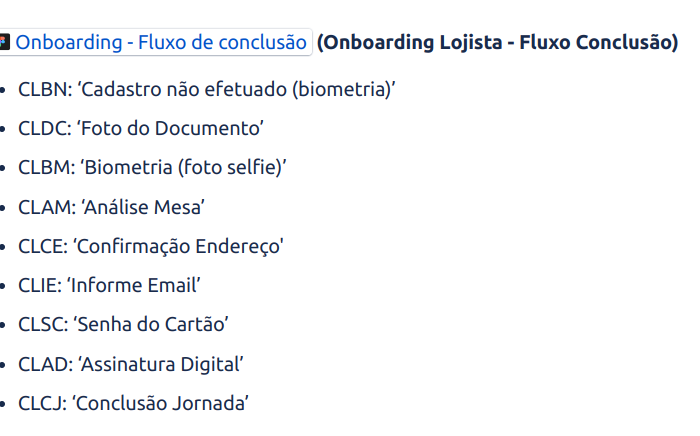 Onboarding - Fluxo de conclusão (Onboarding Lojista - Fluxo Conclusão)
• CLBN: ‘Cadastro não efetuado (biometria)’
• CLDC: ‘Foto do Documento’
• CLBM: ‘Biometria (foto selfie)’
• CLAM: ‘Análise Mesa’
• CLCE: ‘Confirmação Endereço'
• CLIE: ‘Informe Email’
• CLSC: ‘Senha do Cartão’
• CLAD: ‘Assinatura Digital’
• CLCJ: ‘Conclusão Jornada’